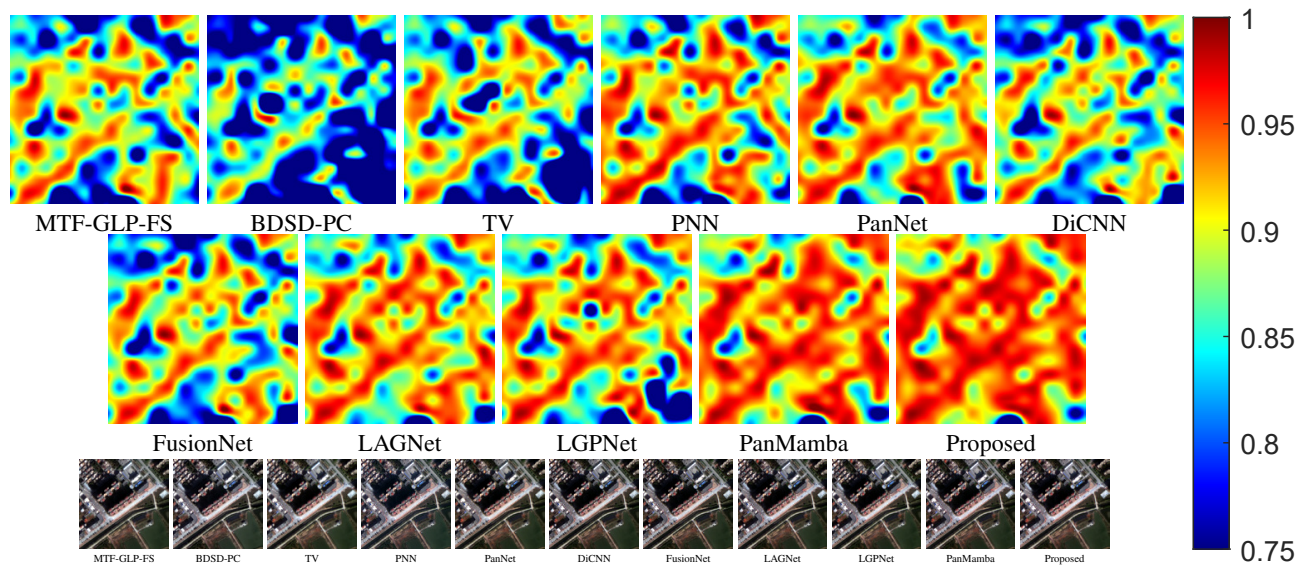 MTF-GLP-FS BDSD-PC TV PNN PanNet DiCNN
FusionNet LAGNet LGPNet PanMamba Proposed
MTF-GLP-FS BDSD-PC TV PNN PanNet DiCNN FusionNet LAGNet LGPNet PanMamba Proposed
1
0.95
0.9
0.85
0.8
0.75